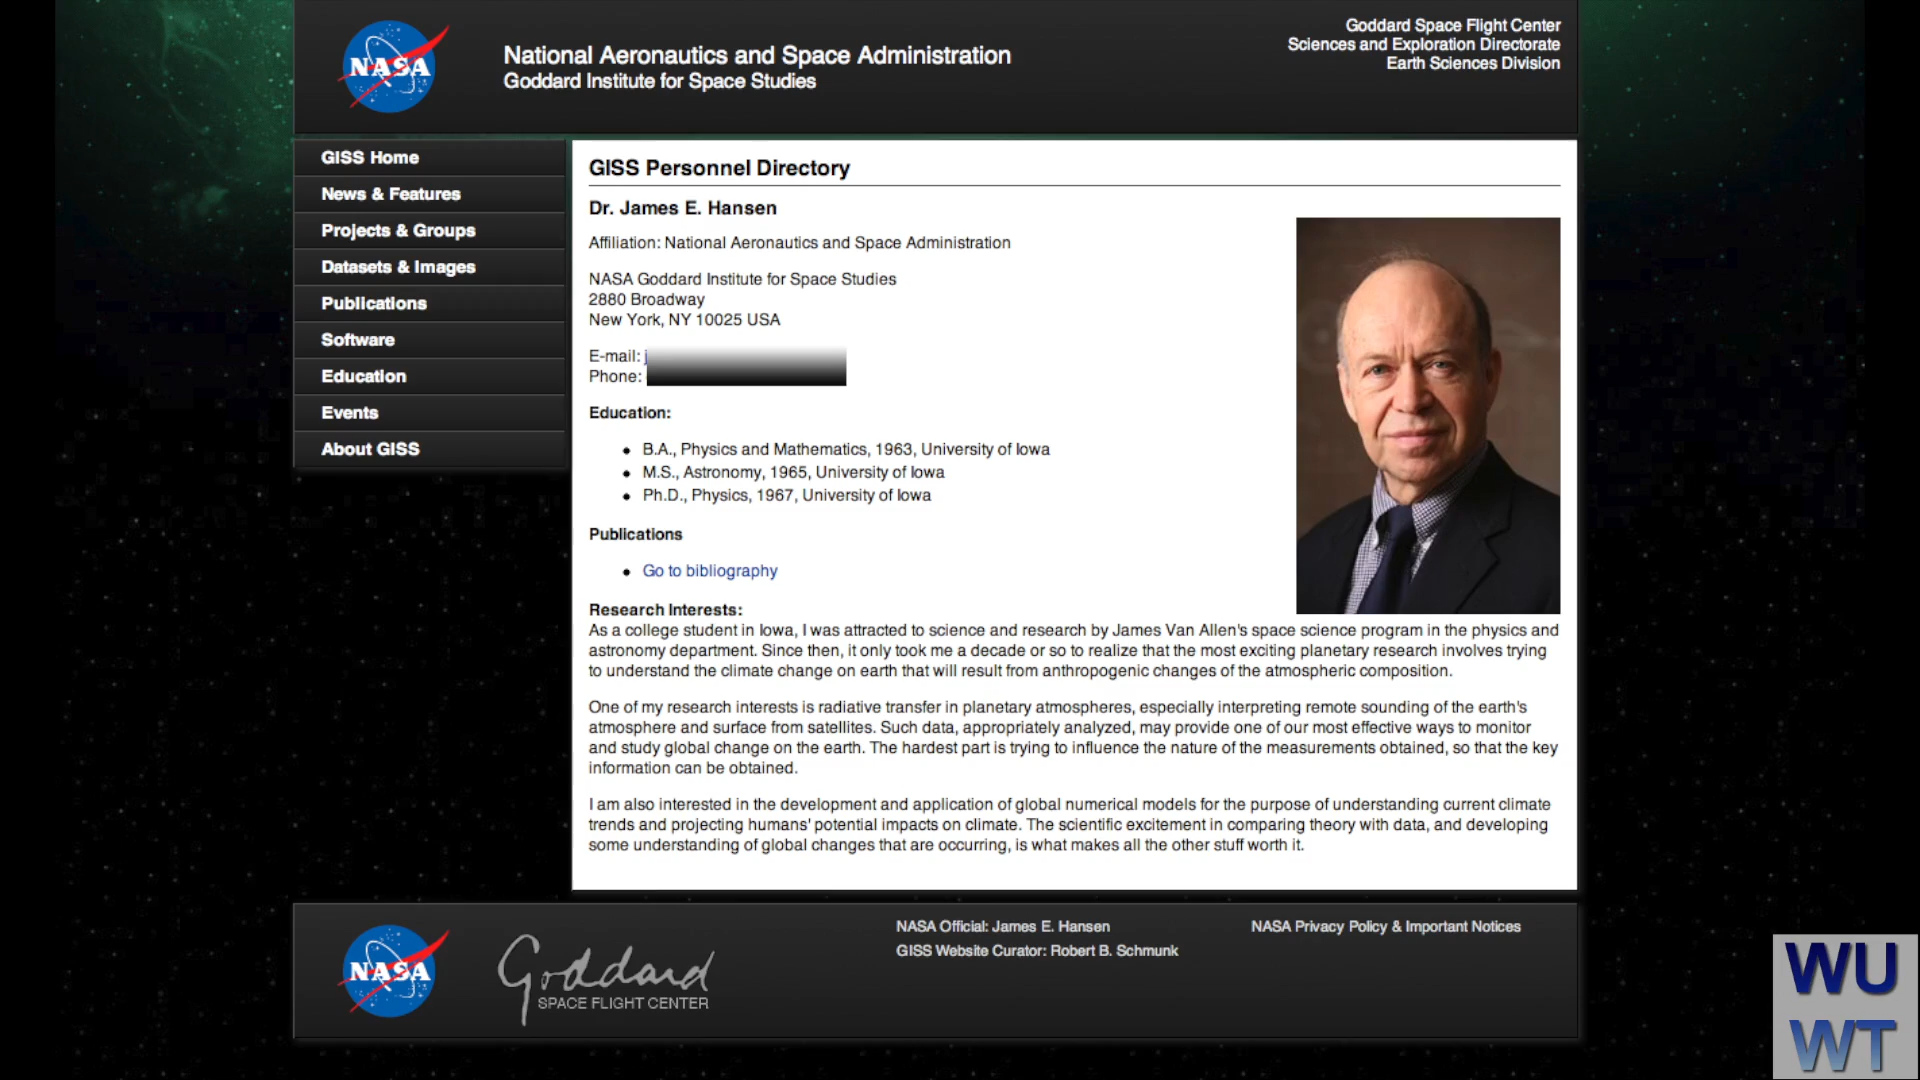 NASA
National Aeronautics and Space Administration
Goddard Institute for Space Studies
Goddard Space Flight Center
Sciences and Exploration Directorate
Earth Sciences Division
GISS Home
News & Features
Projects & Groups
Datasets & Images
Publications
Software
Education
Events
About GISS
GISS Personnel Directory
Dr. James E. Hansen
Affiliation: National Aeronautics and Space Administration
NASA Goddard Institute for Space Studies
2880 Broadway
New York, NY 10025 USA
E-mail: j
Phone:
Education:
• B.A., Physics and Mathematics, 1963, University of Iowa
• M.S., Astronomy, 1965, University of Iowa
• Ph.D., Physics, 1967, University of Iowa
Publications
• Go to bibliography
Research Interests:
As a college student in Iowa, I was attracted to science and research by James Van Allen's space science program in the physics and
astronomy department. Since then, it only took me a decade or so to realize that the most exciting planetary research involves trying
to understand the climate change on earth that will result from anthropogenic changes of the atmospheric composition.
One of my research interests is radiative transfer in planetary atmospheres, especially interpreting remote sounding of the earth's
atmosphere and surface from satellites. Such data, appropriately analyzed, may provide one of our most effective ways to monitor
and study global change on the earth. The hardest part is trying to influence the nature of the measurements obtained, so that the key
information can be obtained.
I am also interested in the development and application of global numerical models for the purpose of understanding current climate
trends and projecting humans' potential impacts on climate. The scientific excitement in comparing theory with data, and developing
some understanding of global changes that are occurring, is what makes all the other stuff worth it.
NASA
Goddard
SPACE FLIGHT CENTER
NASA Official: James E. Hansen
GISS Website Curator: Robert B. Schmunk
NASA Privacy Policy & Important Notices
WU
WT